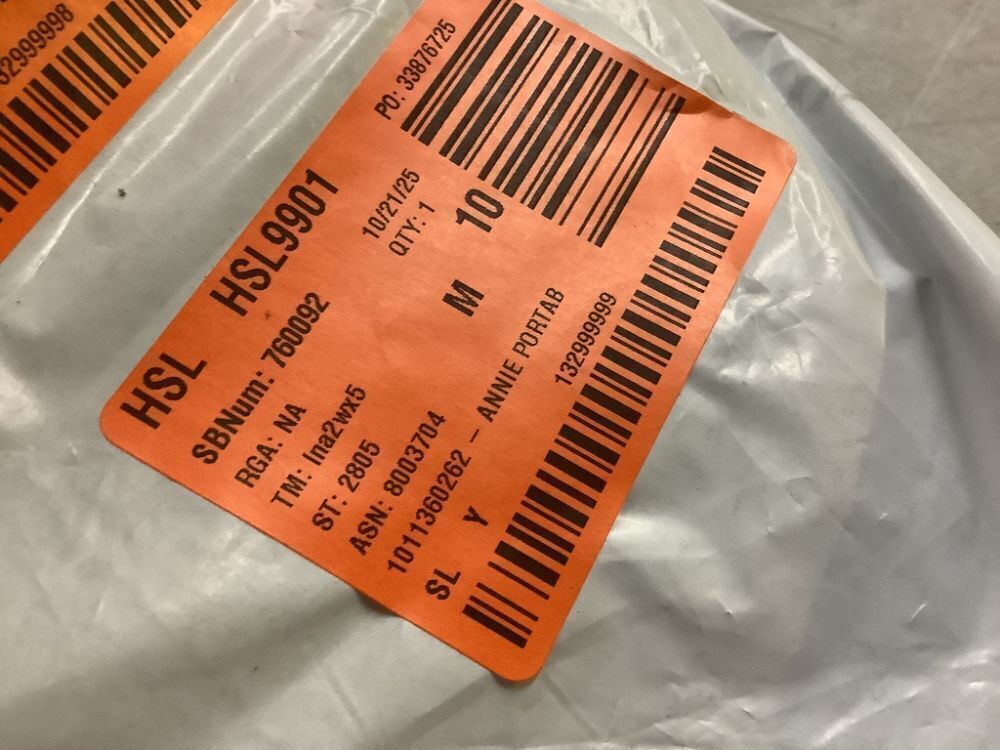 32999998
HSL HSL9901
PO: 33876725
SBNum: 760092
10/21/25
RGA: NA
QTY: 1
TM: lna2wx5
ST: 2805
M 10
ASN: 8003704
1011360262 – ANNIE PORTAB
SL Y
132999999